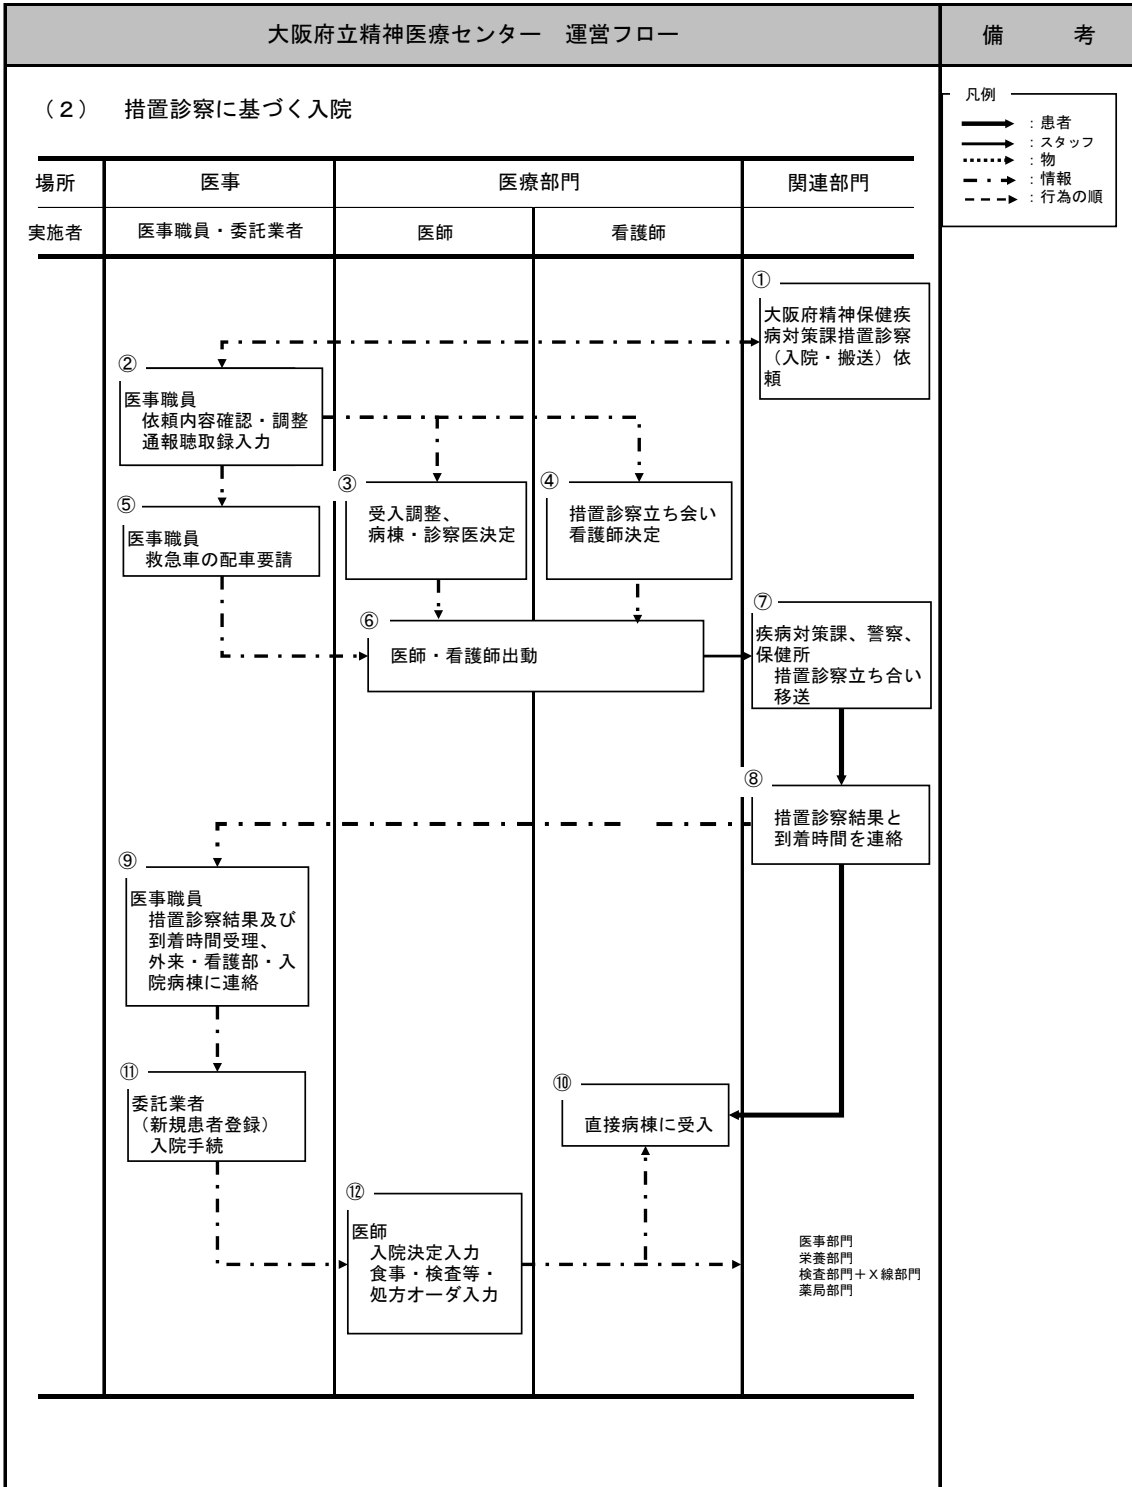 大阪府立精神医療センター　運営フロー
備　　考
（２）　措置診察に基づく入院
凡例
：患者
：スタッフ
：物
：情報
：行為の順
場所
医事
医療部門
関連部門
実施者
医事職員・委託業者
医師
看護師
①
大阪府精神保健疾
病対策課措置診察
（入院・搬送）依
頼
②
医事職員
依頼内容確認・調整
通報聴取録入力
③
受入調整、
病棟・診察医決定
④
措置診察立ち会い
看護師決定
⑤
医事職員
救急車の配車要請
⑥
医師・看護師出動
⑦
疾病対策課、警察、
保健所
措置診察立ち合い
移送
⑧
措置診察結果と
到着時間を連絡
⑨
医事職員
措置診察結果及び
到着時間受理、
外来・看護部・入
院病棟に連絡
⑪
委託業者
（新規患者登録）
入院手続
⑩
直接病棟に受入
⑫
医師
入院決定入力
食事・検査等・
処方オーダ入力
医事部門
栄養部門
検査部門＋Ｘ線部門
薬局部門